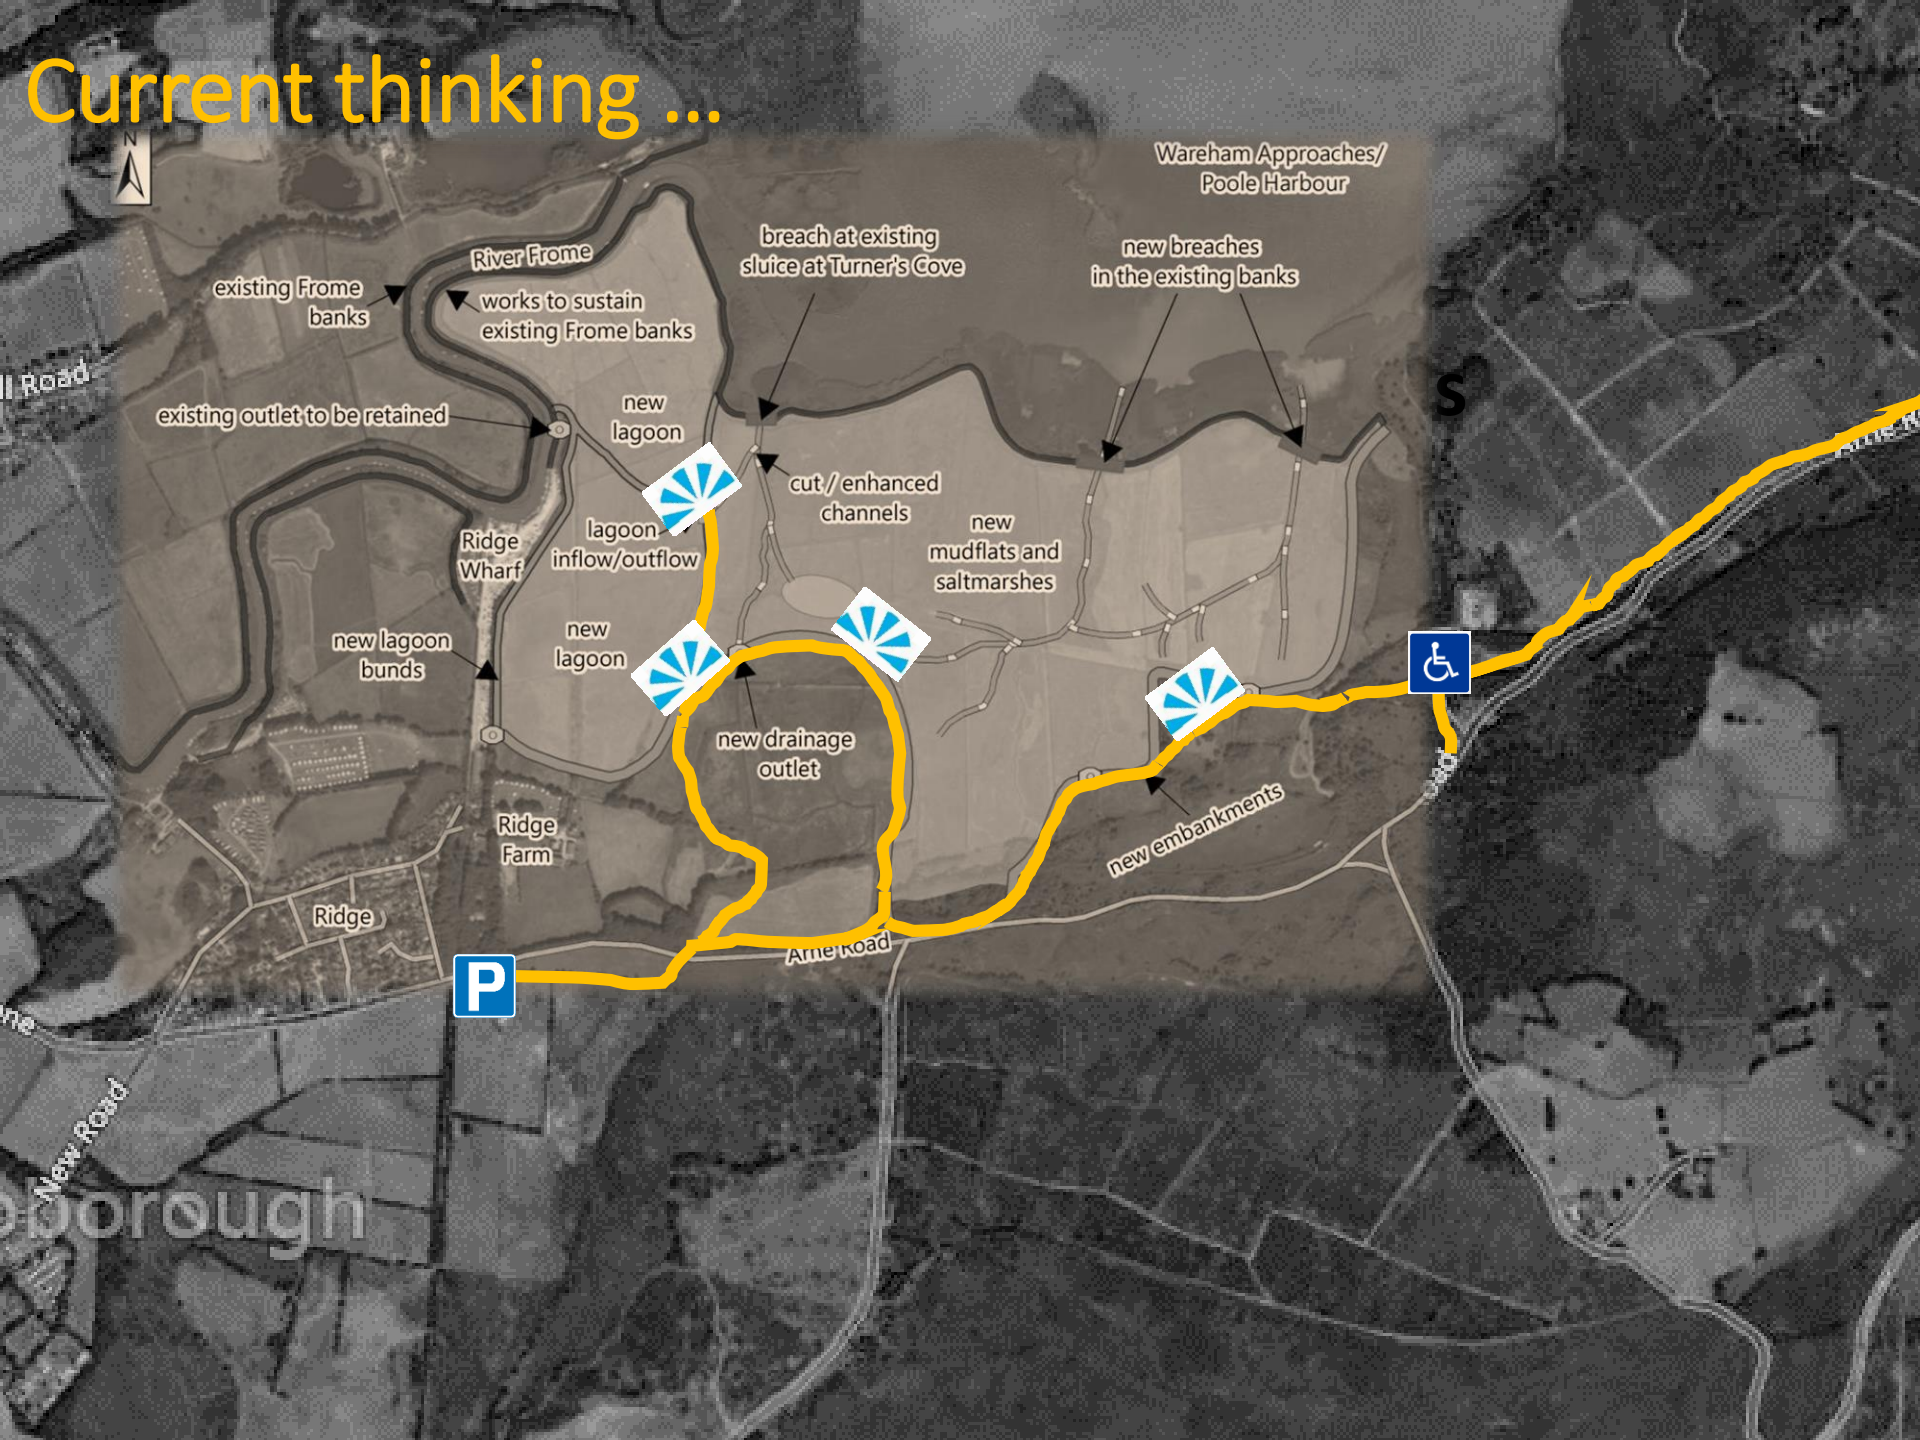 Current thinking ...
N
Wareham Approaches/
Poole Harbour
breach at existing
sluice at Turner's Cove
new breaches
in the existing banks
River Frome
existing Frome
banks
works to sustain
existing Frome banks
ll Road
S
existing outlet to be retained
new
lagoon
cut / enhanced
channels
lagoon
inflow/outflow
new
mudflats and
saltmarshes
Ridge
Wharf
new lagoon
bunds
new
lagoon
new drainage
outlet
new embankments
Road
Ridge
Farm
Ridge
Arne Road
P
New Road
oborough